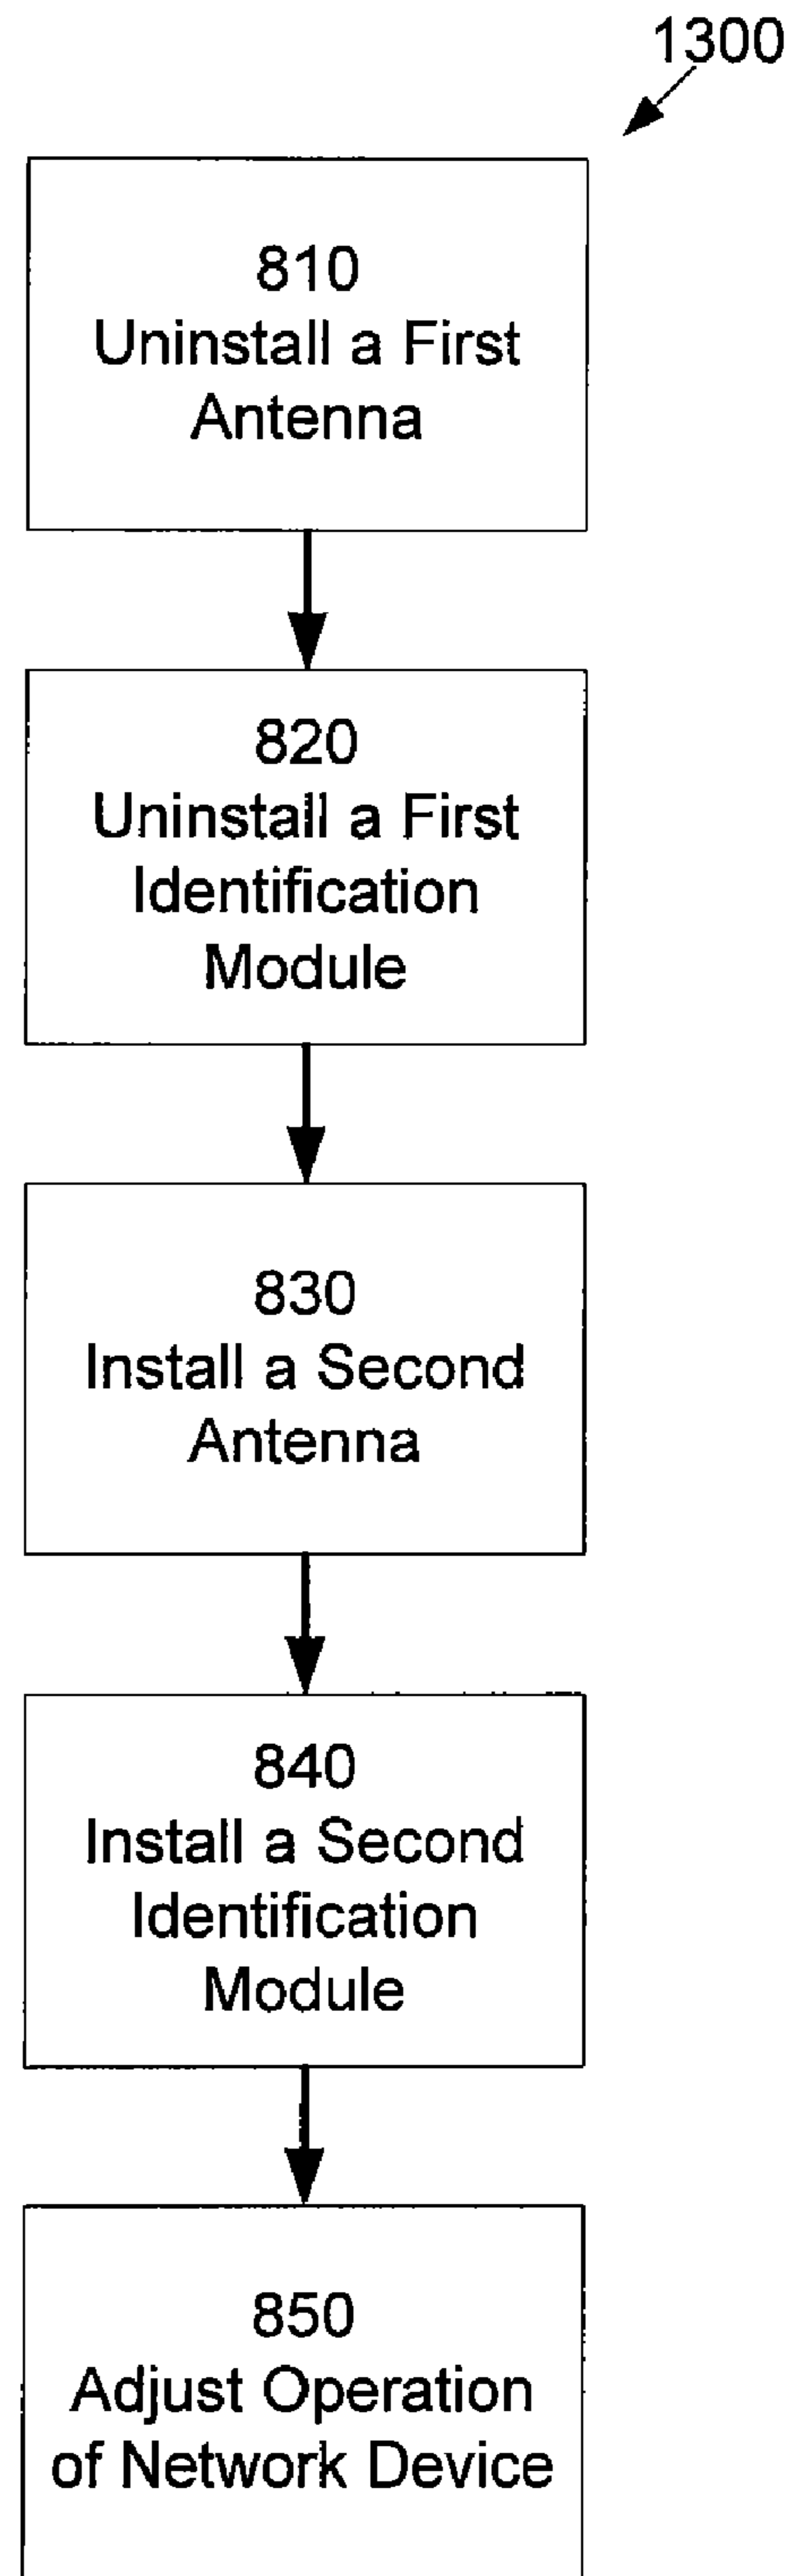 1300
810
Uninstall a First
Antenna
820
Uninstall a First
Identification
Module
830
Install a Second
Antenna
840
Install a Second
Identification
Module
850
Adjust Operation
of Network Device